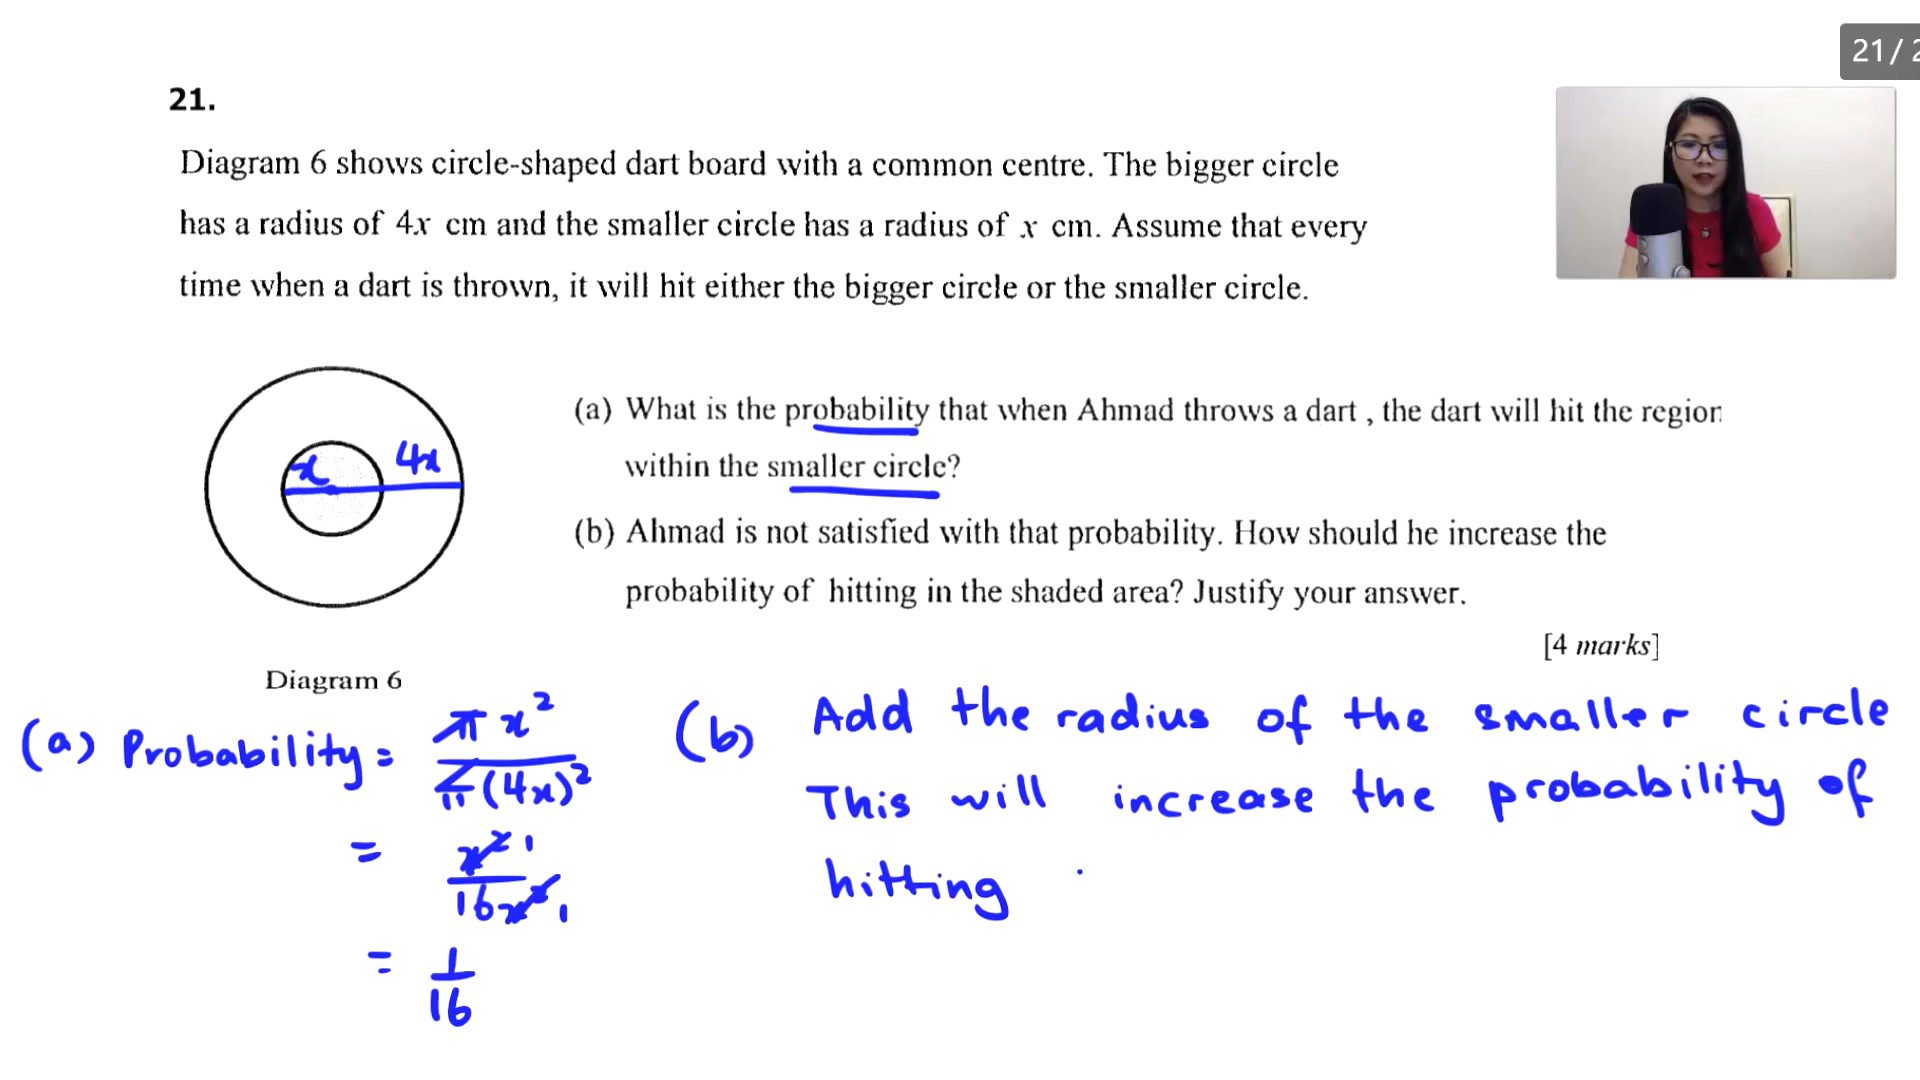 21 /
21.
Diagram 6 shows circle-shaped dart board with a common centre. The bigger circle
has a radius of 4x cm and the smaller circle has a radius of x cm. Assume that every
time when a dart is thrown, it will hit either the bigger circle or the smaller circle.
x 4x
(a) What is the probability that when Ahmad throws a dart , the dart will hit the region
within the smaller circle?
(b) Ahmad is not satisfied with that probability. How should he increase the
probability of hitting in the shaded area? Justify your answer.
[4 marks]
Diagram 6
(a) Probability = πx² / π(4x)²
= x² 1 / 16x² 1
= 1/16
(b) Add the radius of the smaller circle
This will increase the probability of
hitting